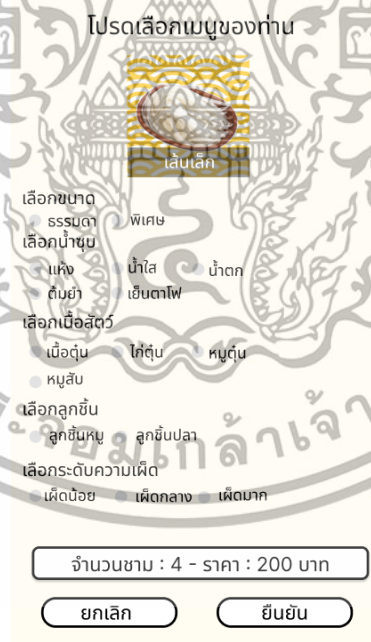 โปรดเลือกเมนูของท่าน
เส้นเล็ก
เลือกขนาด
ธรรมดา พิเศษ
เลือกน้ำซุบ
แห้ง น้ำใส น้ำตก
ต้มยำ เย็นตาโฟ
เลือกเนื้อสัตว์
เนื้อตุ๋น ไก่ตุ๋น หมูตุ๋น
หมูสับ
เลือกลูกชิ้น
ลูกชิ้นหมู ลูกชิ้นปลา
เลือกระดับความเผ็ด
เผ็ดน้อย เผ็ดกลาง เผ็ดมาก
จำนวนชาม : 4 - ราคา : 200 บาท
ยกเลิก ยืนยัน